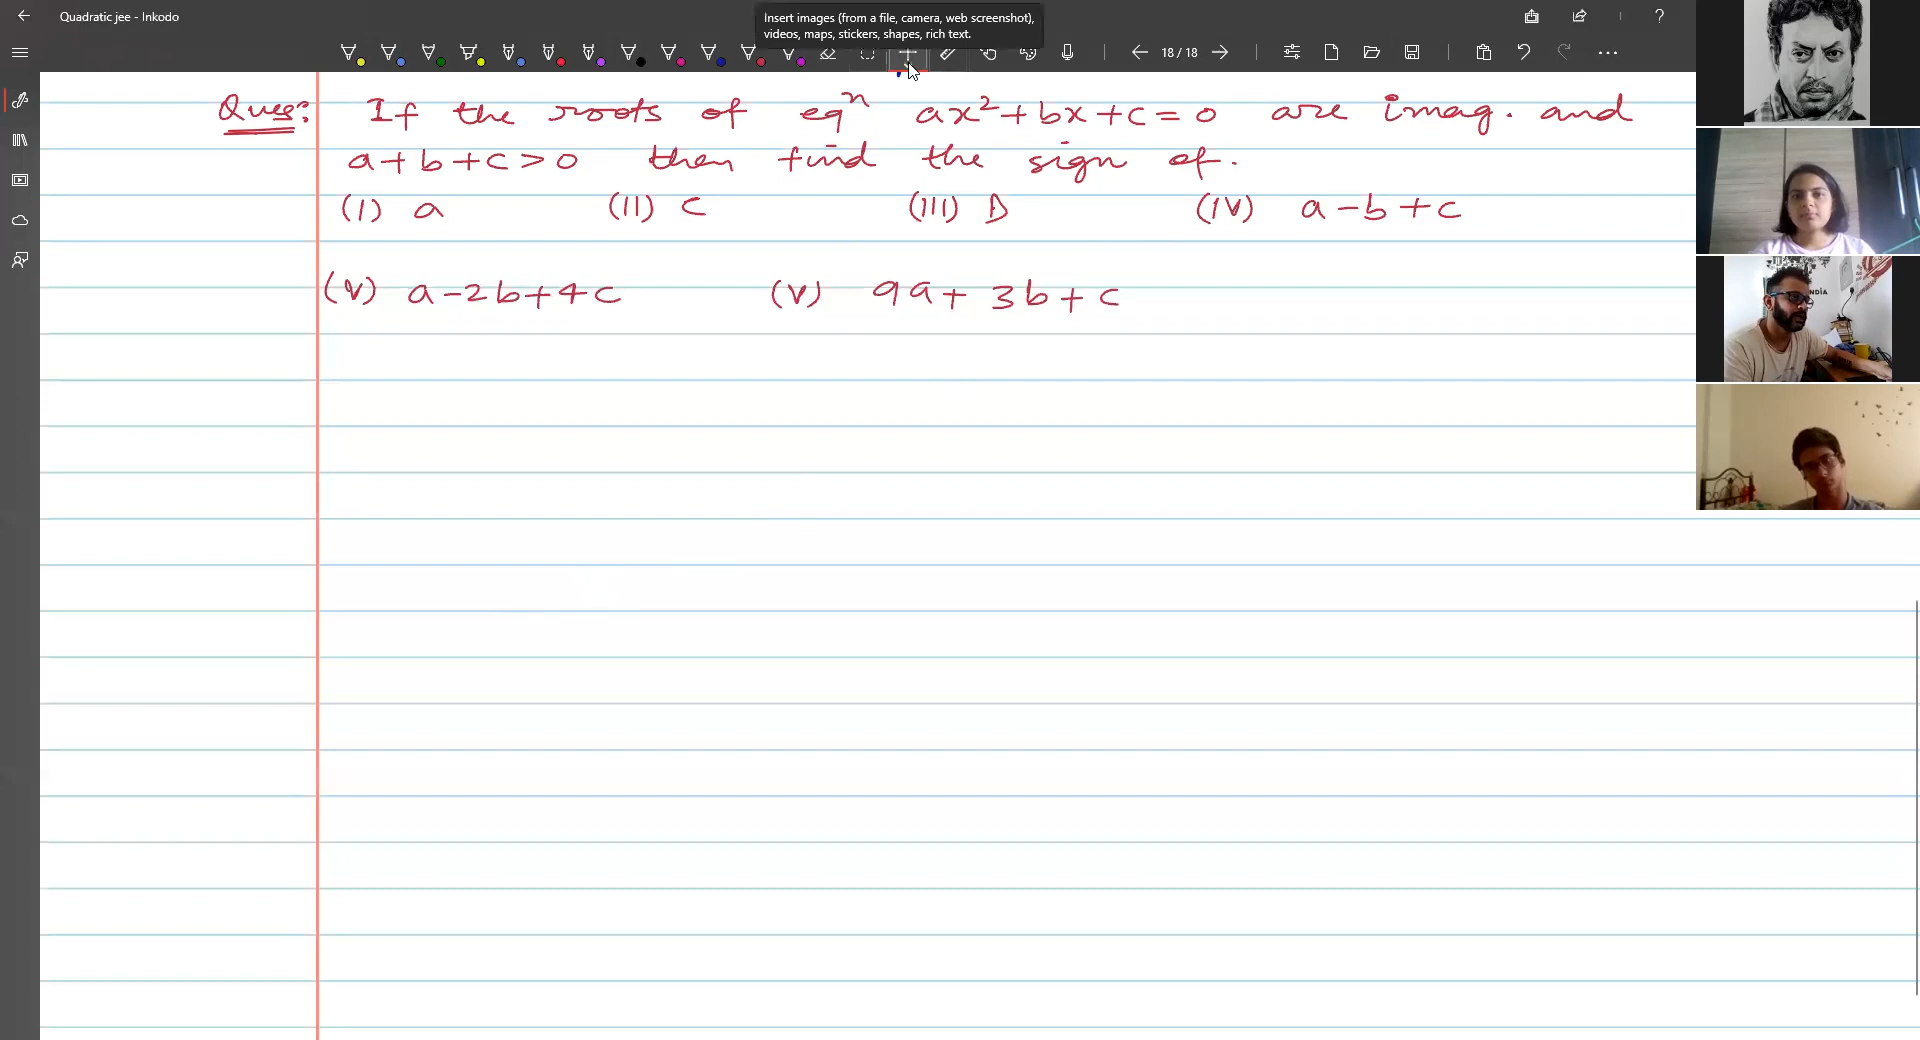 Quadratic jee - Inkodo
Insert images (from a file, camera, web screenshot),
videos, maps, stickers, shapes, rich text.
18 / 18
Ques: If the roots of eqⁿ ax²+bx+c=0 are imag. and
a+b+c>0 then find the sign of.
(I) a (II) c (III) D (IV) a-b+c
(V) a-2b+4c (V) 9a+3b+c